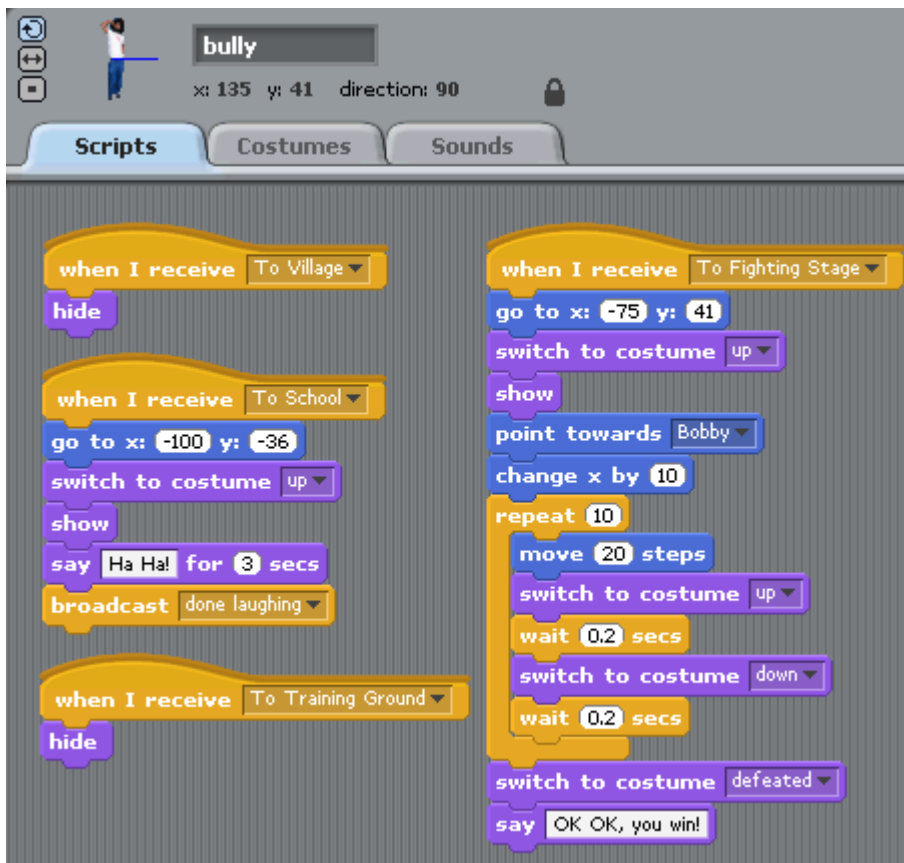 bully
x: 135 y: 41 direction: 90
Scripts
Costumes
Sounds
when I receive To Village
hide
when I receive To School
go to x: -100 y: -36
switch to costume up
show
say Ha Ha! for 3 secs
broadcast done laughing
when I receive To Training Ground
hide
when I receive To Fighting Stage
go to x: -75 y: 41
switch to costume up
show
point towards Bobby
change x by 10
repeat 10
move 20 steps
switch to costume up
wait 0.2 secs
switch to costume down
wait 0.2 secs
switch to costume defeated
say OK OK, you win!